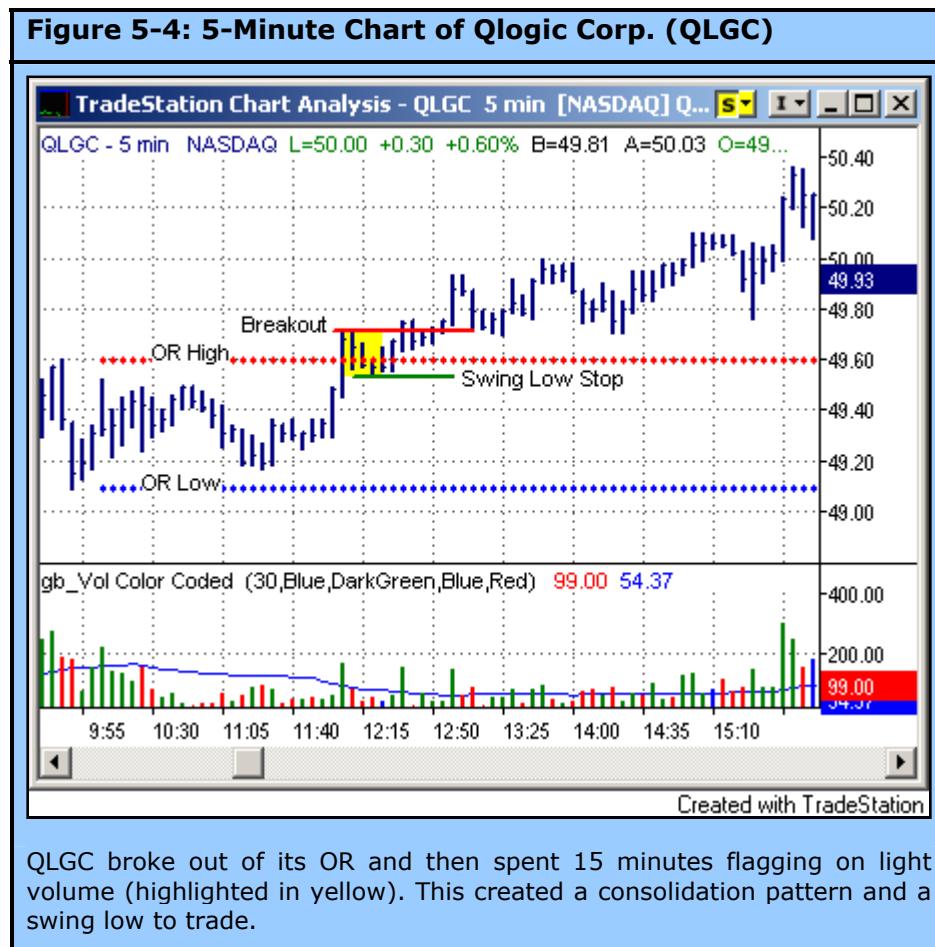 Figure 5-4: 5-Minute Chart of Qlogic Corp. (QLGC)
TradeStation Chart Analysis - QLGC 5 min [NASDAQ] Q... S I
QLGC - 5 min NASDAQ L=50.00 +0.30 +0.60% B=49.81 A=50.03 O=49...
50.40
50.20
50.00
49.93
49.80
Breakout
OR High
49.60
Swing Low Stop
49.40
49.20
OR Low
49.00
gb_Vol Color Coded (30,Blue,DarkGreen,Blue,Red) 99.00 54.37
400.00
200.00
99.00
54.37
9:55 10:30 11:05 11:40 12:15 12:50 13:25 14:00 14:35 15:10
Created with TradeStation
QLGC broke out of its OR and then spent 15 minutes flagging on light
volume (highlighted in yellow). This created a consolidation pattern and a
swing low to trade.